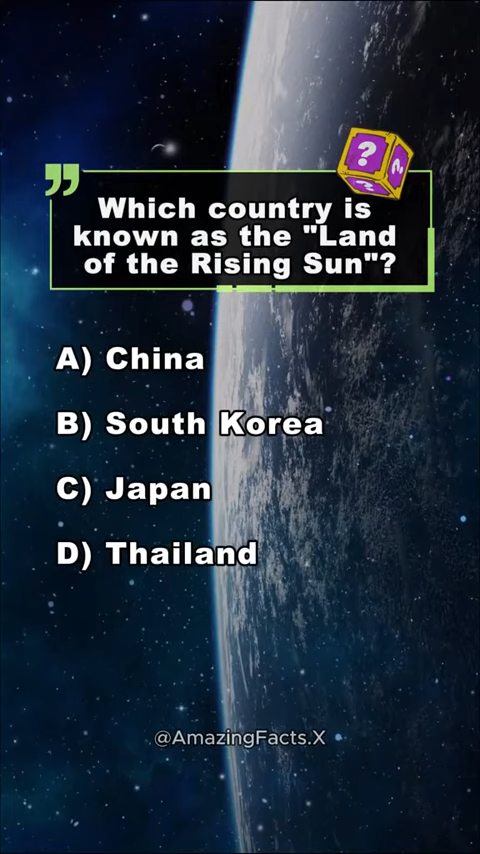 Which country is
known as the "Land
of the Rising Sun"?
A) China
B) South Korea
C) Japan
D) Thailand
@AmazingFacts.X